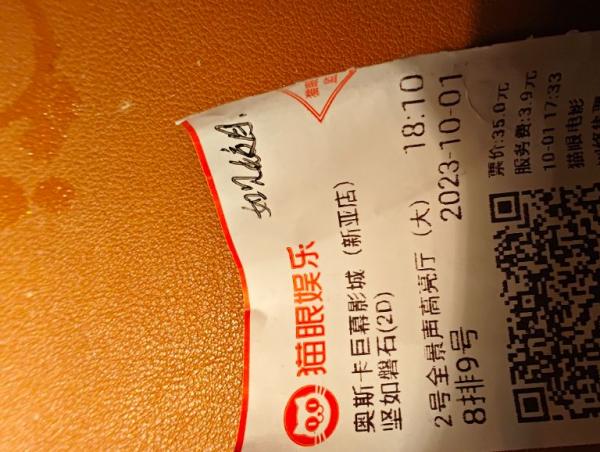 猫眼娱乐
奥斯卡巨幕影城（新亚店）
坚如磐石(2D)
18:10
2号全景声高亮厅（大）
2023-10-01
8排9号
票价:35.0元
服务费:3.9元
10-01 17:33
猫眼电影